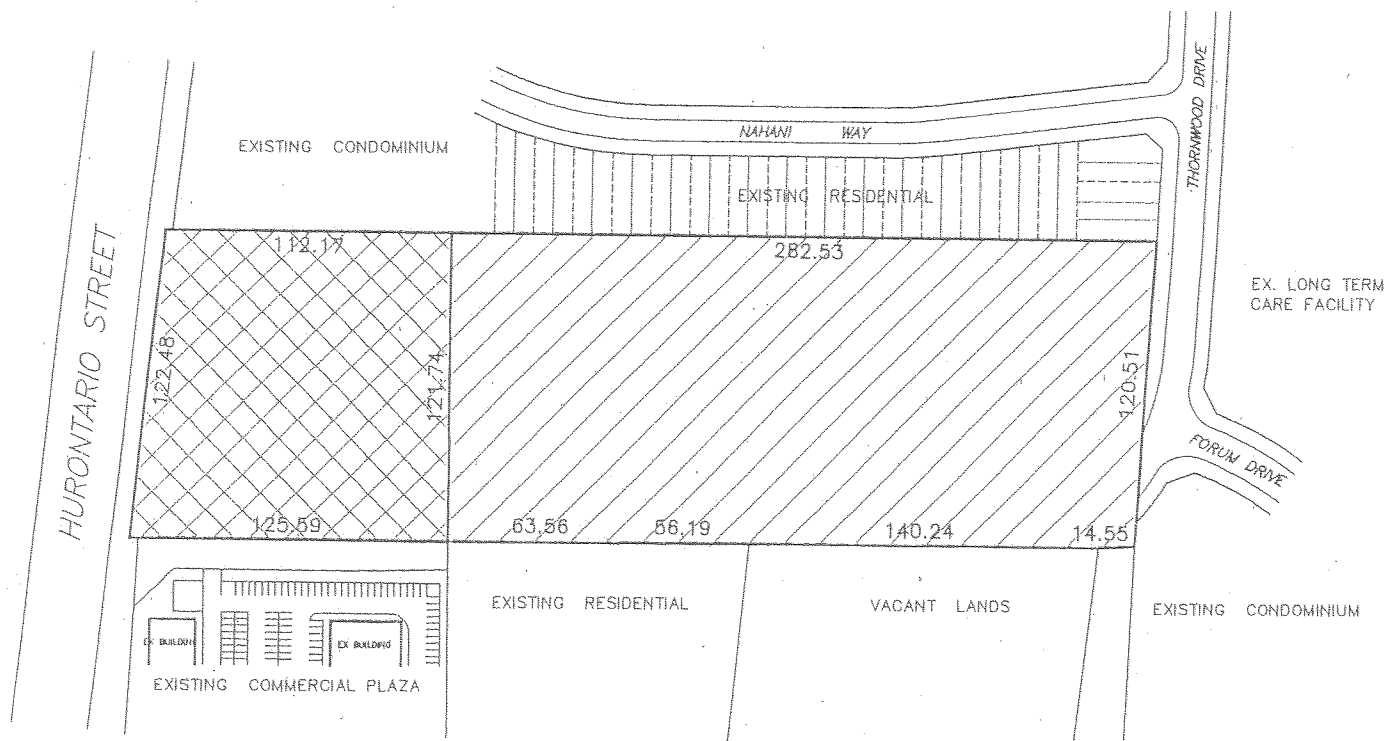 THORNWOOD DRIVE
NAHANI WAY
EXISTING CONDOMINIUM
EXISTING RESIDENTIAL
112.17
282.53
EX. LONG TERM
CARE FACILITY
HURONTARIO STREET
122.48
121.74
120.51
FORUM DRIVE
125.59
63.56
56.19
140.24
14.55
EXISTING RESIDENTIAL
VACANT LANDS
EXISTING CONDOMINIUM
EX BUILDING
EX BUILDING
EXISTING COMMERCIAL PLAZA